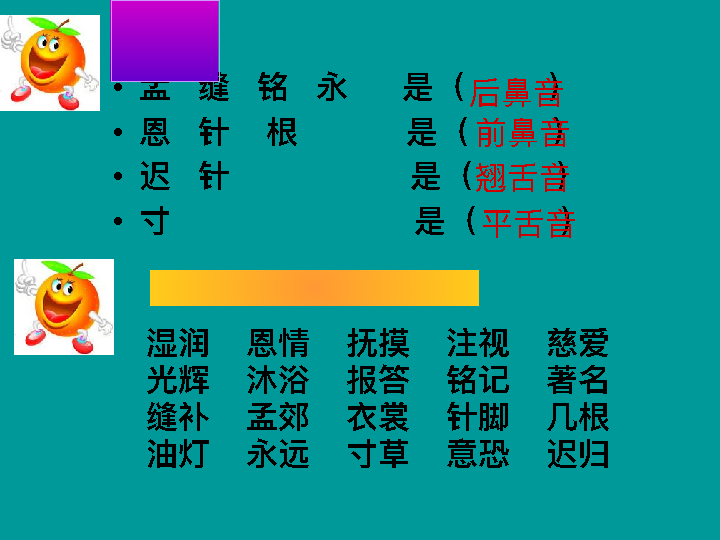 • 孟 缝 铭 永 是（后鼻音）
• 恩 针 根 是（前鼻音）
• 迟 针 是（翘舌音）
• 寸 是（平舌音）
湿润 恩情 抚摸 注视 慈爱
光辉 沐浴 报答 铭记 著名
缝补 孟郊 衣裳 针脚 几根
油灯 永远 寸草 意恐 迟归